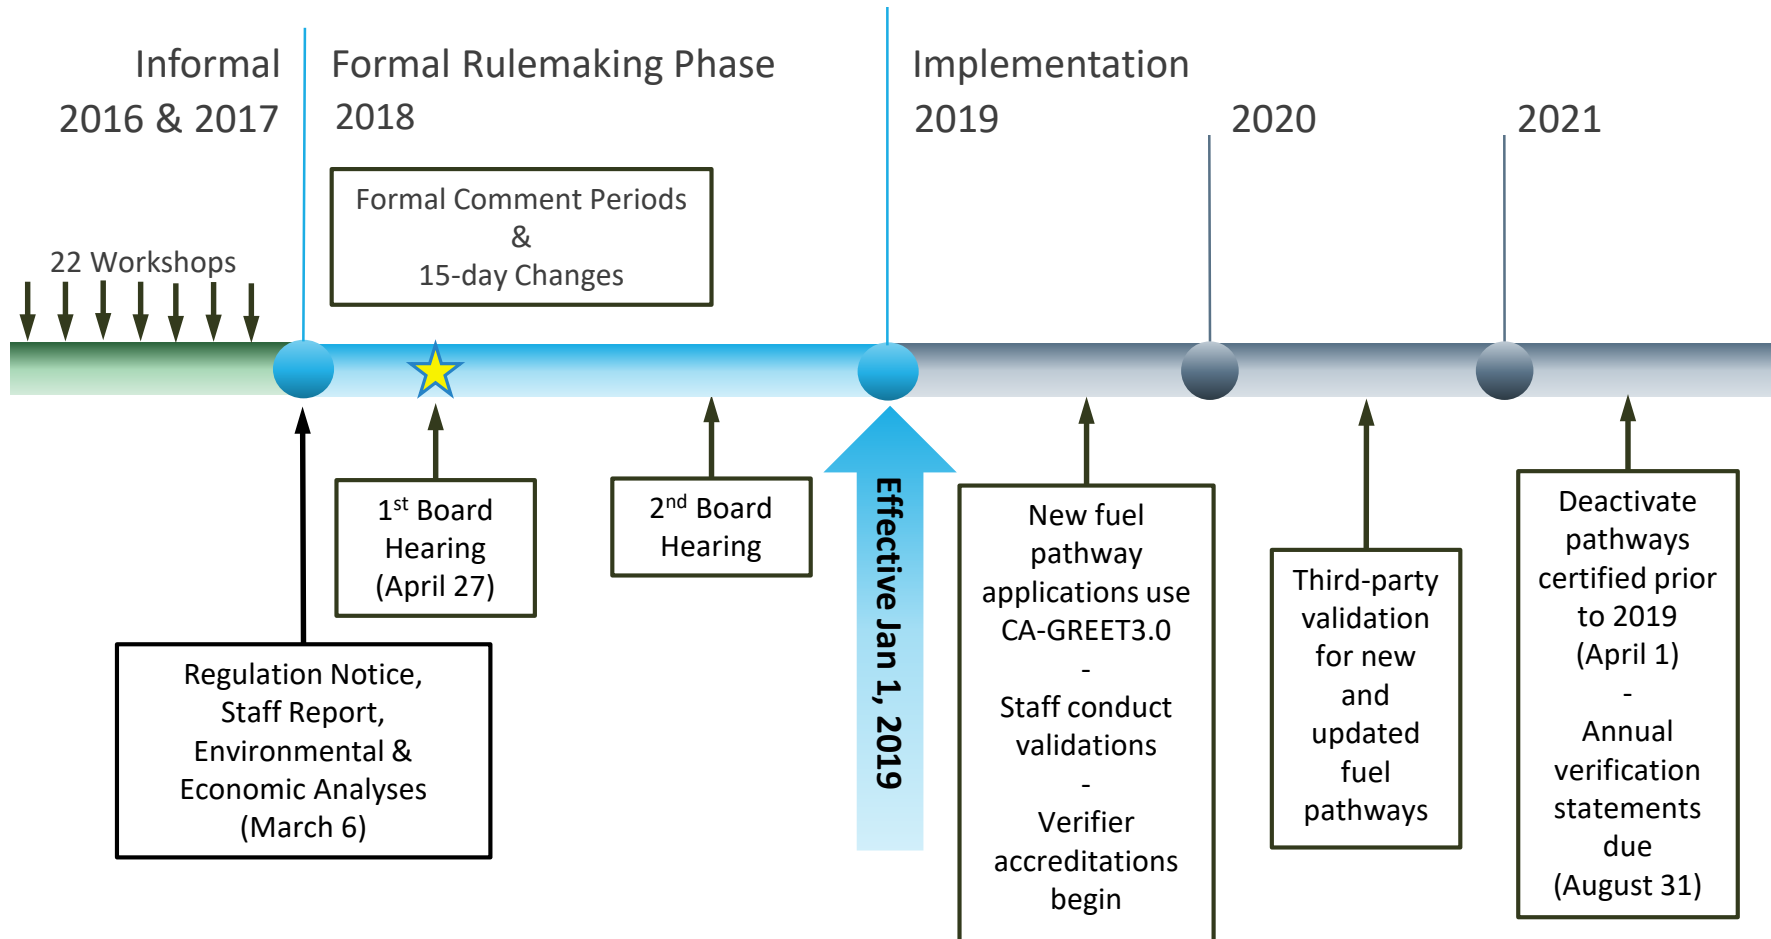 Informal
2016 & 2017
Formal Rulemaking Phase
2018
Implementation
2019
2020
2021
22 Workshops
Formal Comment Periods
&
15-day Changes
Regulation Notice,
Staff Report,
Environmental &
Economic Analyses
(March 6)
1st Board
Hearing
(April 27)
2nd Board
Hearing
Effective Jan 1, 2019
New fuel
pathway
applications use
CA-GREET3.0
-
Staff conduct
validations
-
Verifier
accreditations
begin
Third-party
validation
for new
and
updated
fuel
pathways
Deactivate
pathways
certified prior
to 2019
(April 1)
-
Annual
verification
statements
due
(August 31)